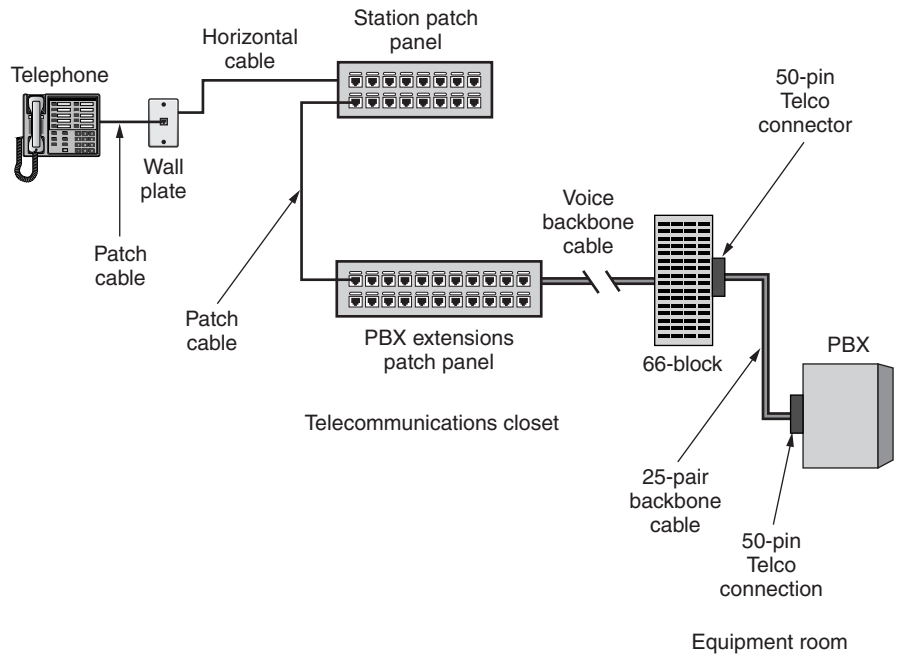 Station patch
panel
Horizontal
cable
Telephone
50-pin
Telco
connector
Wall
plate
Voice
backbone
cable
Patch
cable
Patch
cable
PBX extensions
patch panel
66-block
PBX
Telecommunications closet
25-pair
backbone
cable
50-pin
Telco
connection
Equipment room